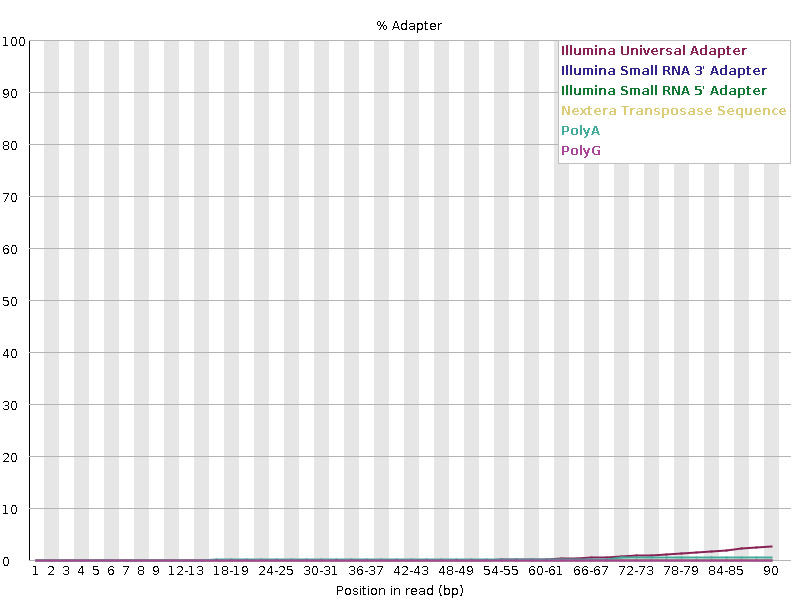 % Adapter
100
90
80
70
60
50
40
30
20
10
0
Illumina Universal Adapter
Illumina Small RNA 3' Adapter
Illumina Small RNA 5' Adapter
Nextera Transposase Sequence
PolyA
PolyG
1 2 3 4 5 6 7 8 9 12-13 18-19 24-25 30-31 36-37 42-43 48-49 54-55 60-61 66-67 72-73 78-79 84-85 90
Position in read (bp)